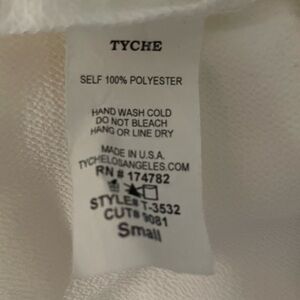 TYCHE
SELF 100% POLYESTER
HAND WASH COLD
DO NOT BLEACH
HANG OR LINE DRY
MADE IN U.S.A.
TYCHELOSANGELES.COM
RN # 174782
STYLE# T-3532
CUT# 9081
Small